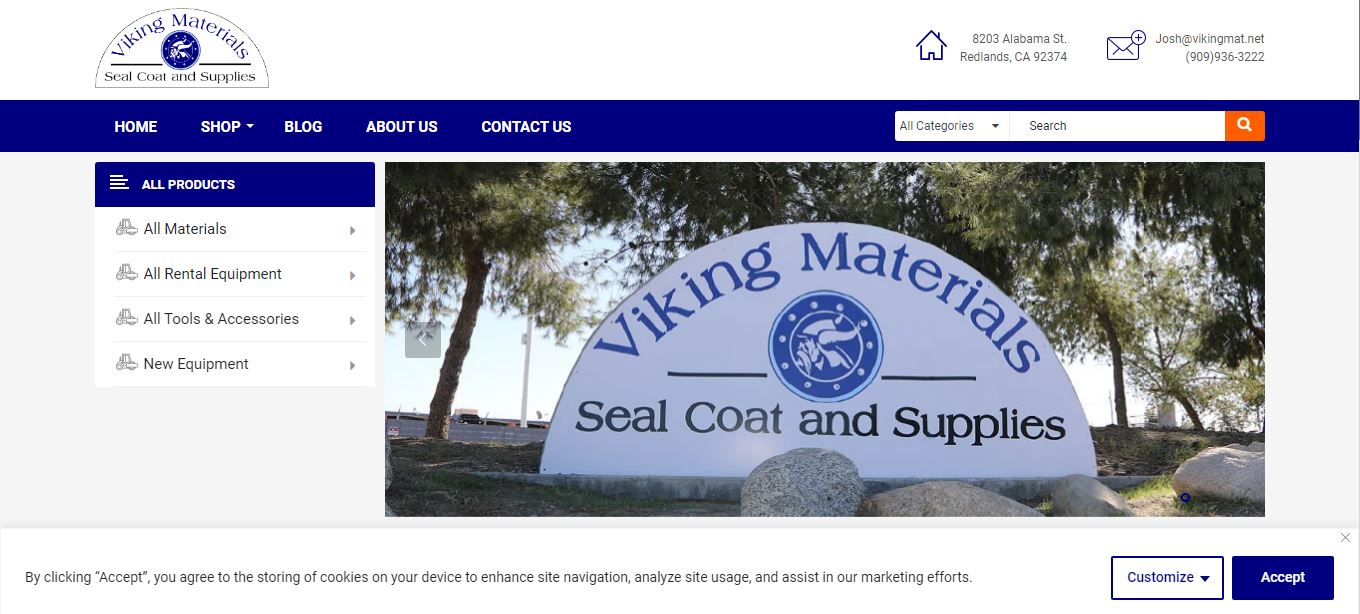 Viking Materials
Seal Coat and Supplies
8203 Alabama St.
Redlands, CA 92374
Josh@vikingmat.net
(909)936-3222
HOME SHOP BLOG ABOUT US CONTACT US
All Categories Search
ALL PRODUCTS
All Materials
All Rental Equipment
All Tools & Accessories
New Equipment
Viking Materials
Seal Coat and Supplies
By clicking “Accept”, you agree to the storing of cookies on your device to enhance site navigation, analyze site usage, and assist in our marketing efforts.
Customize
Accept